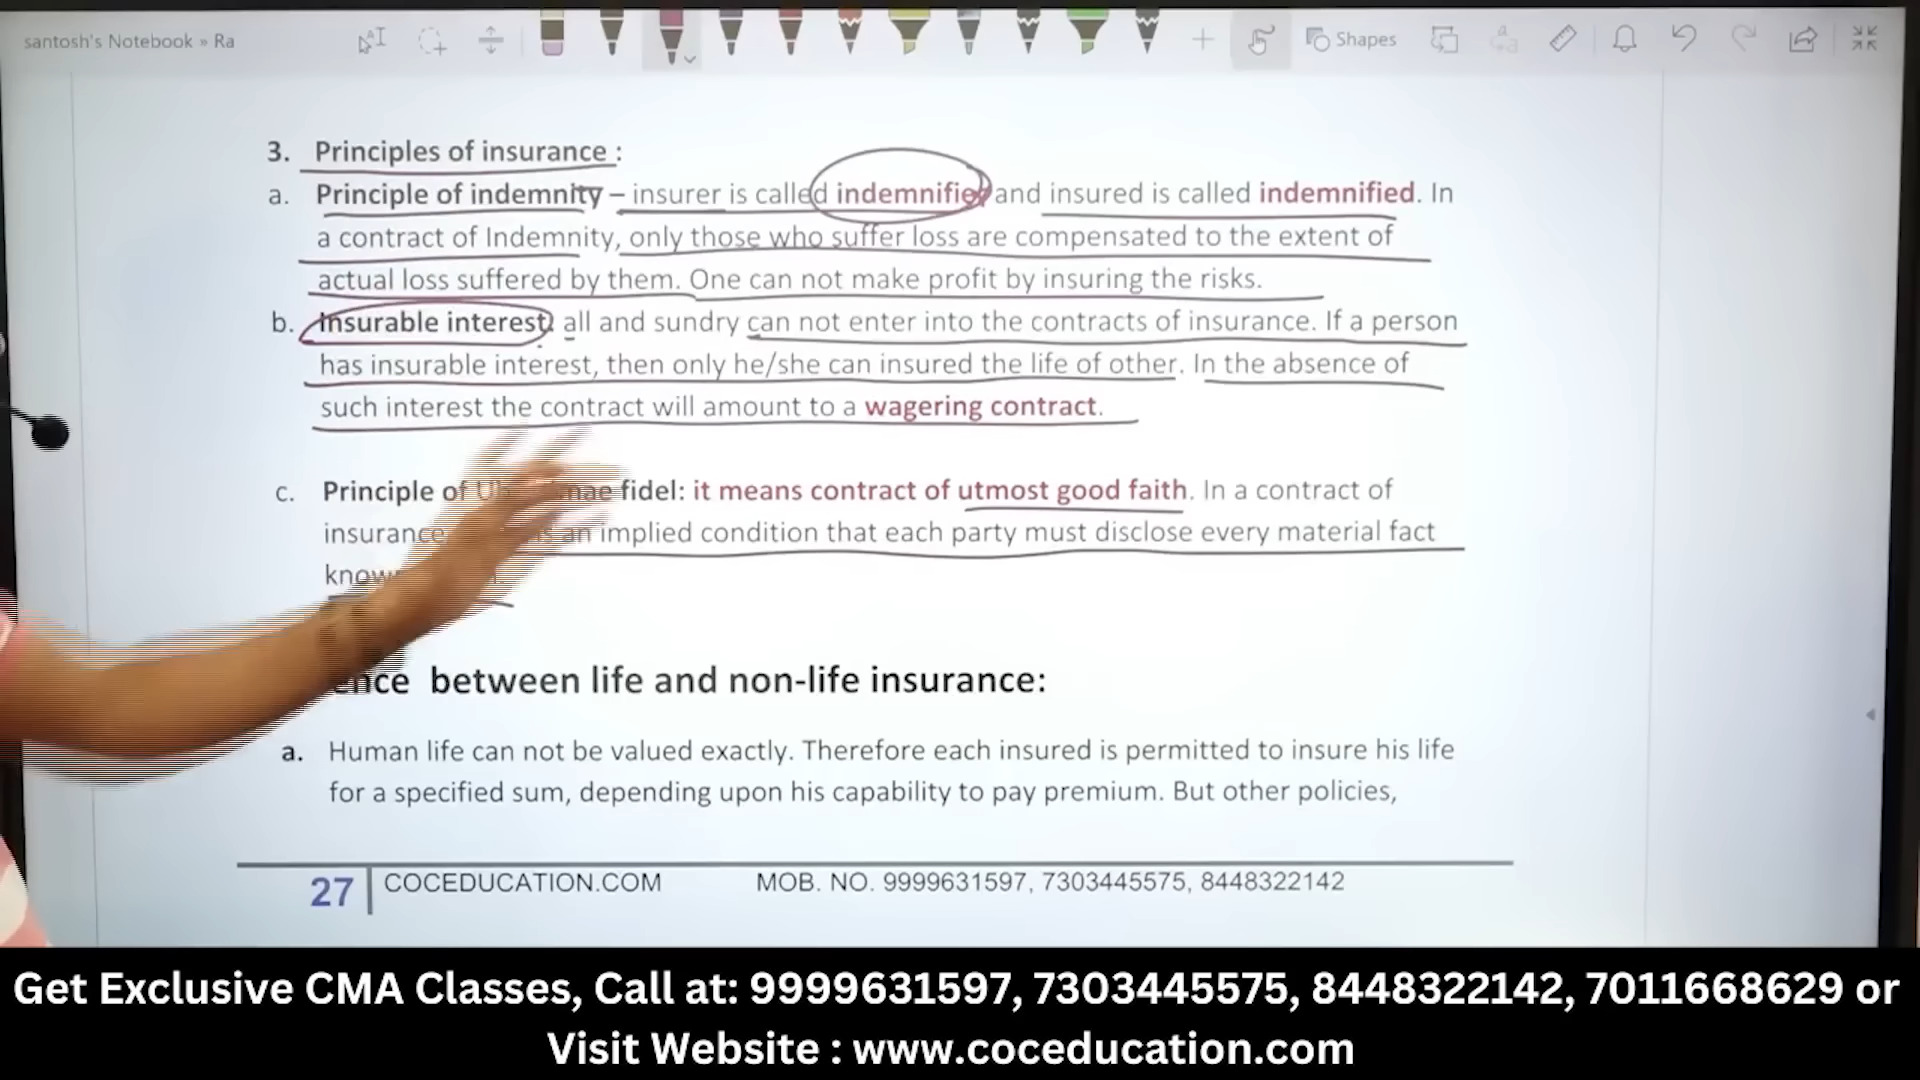 santosh's Notebook » Ra
Shapes
3. Principles of insurance :
a. Principle of indemnity – insurer is called indemnifier and insured is called indemnified. In
a contract of Indemnity, only those who suffer loss are compensated to the extent of
actual loss suffered by them. One can not make profit by insuring the risks.
b. Insurable interest: all and sundry can not enter into the contracts of insurance. If a person
has insurable interest, then only he/she can insured the life of other. In the absence of
such interest the contract will amount to a wagering contract.
c. Principle of fidel: it means contract of utmost good faith. In a contract of
insurance an implied condition that each party must disclose every material fact
between life and non-life insurance:
a. Human life can not be valued exactly. Therefore each insured is permitted to insure his life
for a specified sum, depending upon his capability to pay premium. But other policies,
27 COCEDUCATION.COM MOB. NO. 9999631597, 7303445575, 8448322142
Get Exclusive CMA Classes, Call at: 9999631597, 7303445575, 8448322142, 7011668629 or
Visit Website : www.coceducation.com